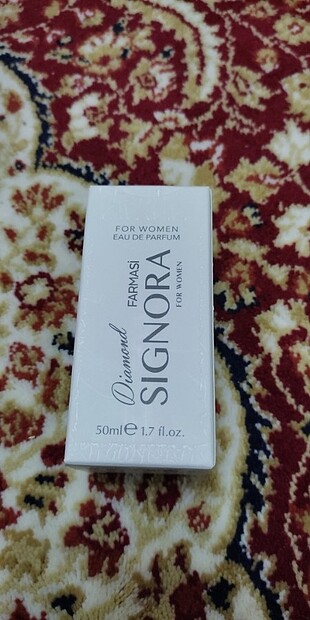 FOR WOMEN
EAU DE PARFUM
FARMASİ
Diamond
SIGNORA
FOR WOMEN
50ml e 1.7 fl.oz.